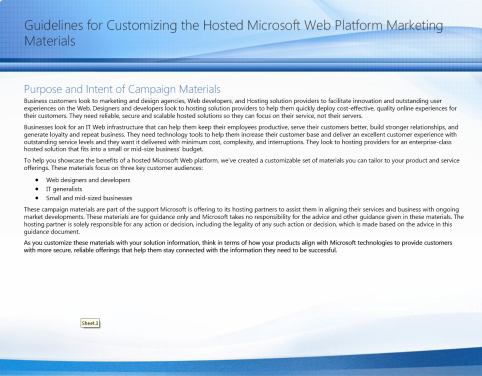 Guidelines for Customizing the Hosted Microsoft Web Platform Marketing
Materials
Purpose and Intent of Campaign Materials
Business customers look to marketing and design agencies, Web developers, and Hosting solution providers to facilitate innovation and outstanding user
experiences on the Web. Designers and developers look to hosting solution providers to help them quickly deploy cost-effective, quality online experiences for
their customers. They need reliable, secure and scalable hosted solutions so they can focus on their service, not their servers.
Businesses look for an IT Web infrastructure that can help them keep their employees productive, serve their customers better, build stronger relationships, and
generate loyalty and repeat business. They need technology tools to help them increase their customer base and deliver an excellent customer experience with
outstanding service levels and they want it delivered with minimum cost, complexity, and interruptions. They look to hosting providers for an enterprise-class
hosted solution that fits into a small or mid-size business' budget.
To help you showcase the benefits of a hosted Microsoft Web platform, we've created a customizable set of materials you can tailor to your product and service
offerings. These materials focus on three key customer audiences:
• Web designers and developers
• IT generalists
• Small and mid-sized businesses
These campaign materials are part of the support Microsoft is offering to its hosting partners to assist them in aligning their services and business with ongoing
market developments. These materials are for guidance only and Microsoft takes no responsibility for the advice and other guidance given in these materials. The
hosting partner is solely responsible for any action or decision, including the legality of any such action or decision, which is made based on the advice in this
guidance document.
As you customize these materials with your solution information, think in terms of how your products align with Microsoft technologies to provide customers
with more secure, reliable offerings that help them stay connected with the information they need to be successful.
Sheet.3